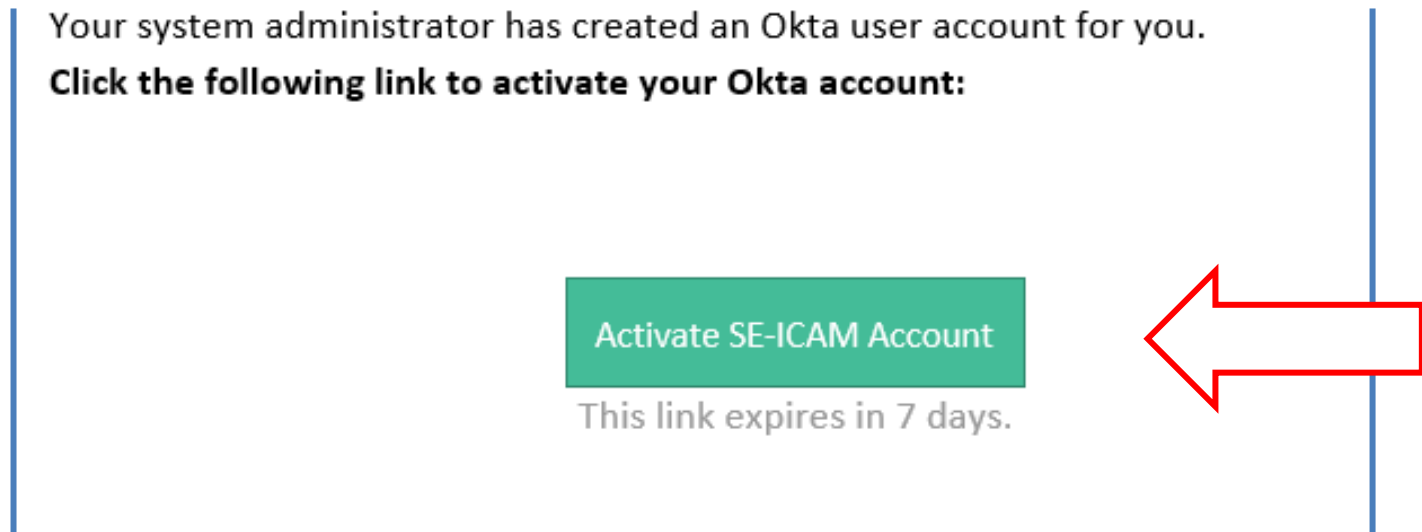 Your system administrator has created an Okta user account for you.
Click the following link to activate your Okta account:
Activate SE-ICAM Account
This link expires in 7 days.